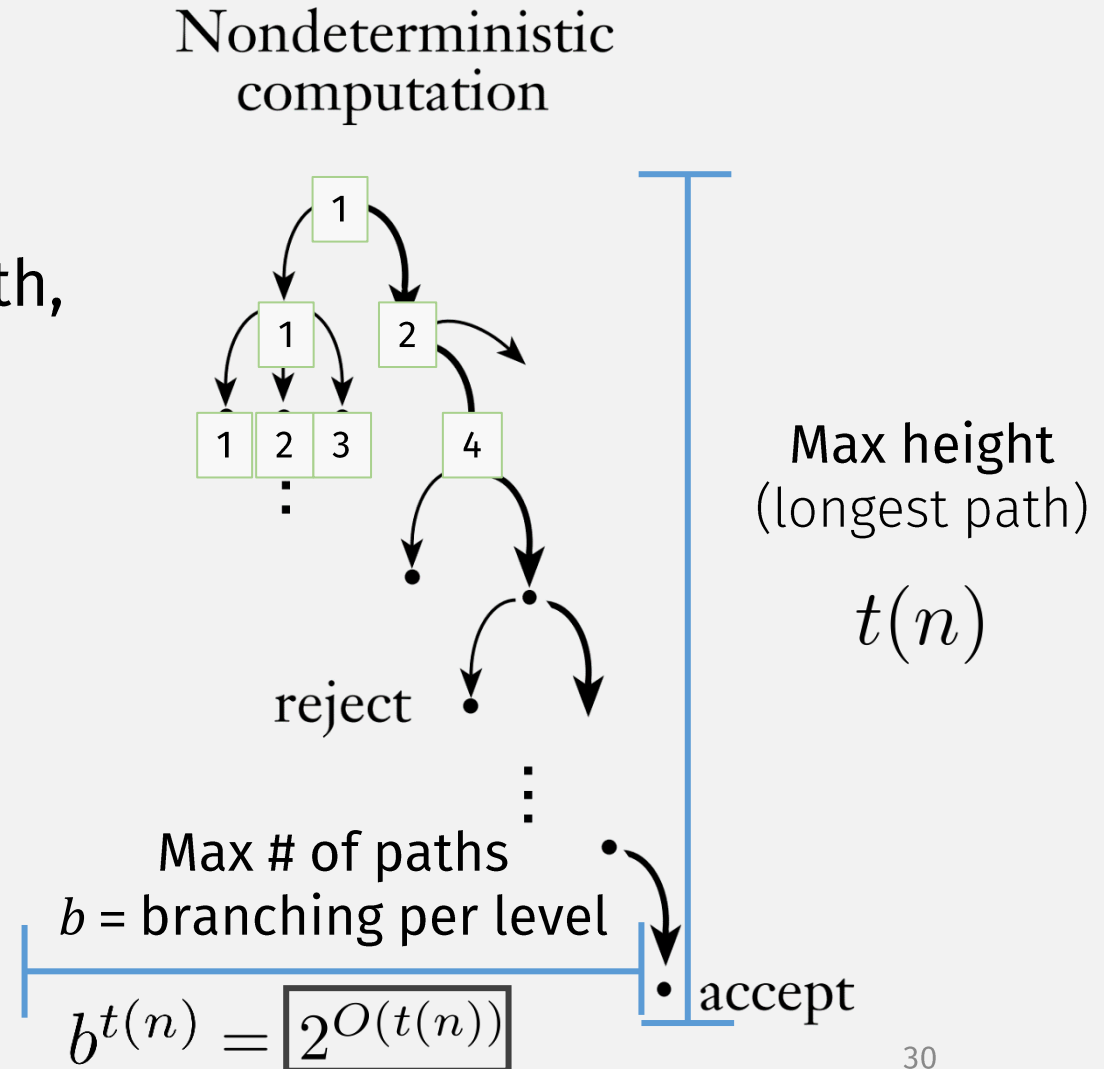 Nondeterministic
computation
1
th,
1 2
1 2 3 4
⋮
Max height
(longest path)
t(n)
reject
⋮
Max # of paths
b = branching per level
accept
b^{t(n)} = 2^{O(t(n))}
30